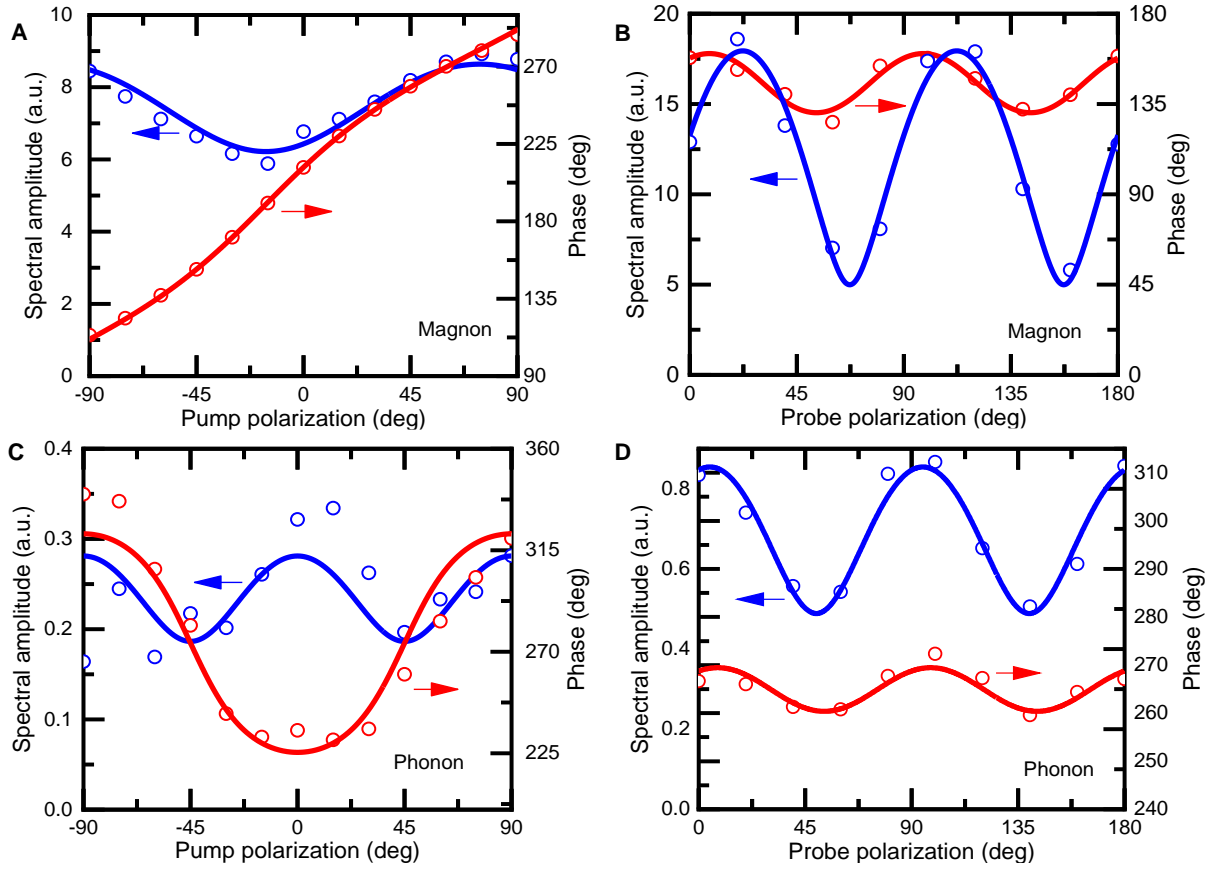 A
Spectral amplitude (a.u.)
10
8
6
4
2
0
270
225
180
135
90
Phase (deg)
Magnon
-90 -45 0 45 90
Pump polarization (deg)
B
Spectral amplitude (a.u.)
20
15
10
5
0
180
135
90
45
0
Phase (deg)
Magnon
0 45 90 135 180
Probe polarization (deg)
C
Spectral amplitude (a.u.)
0.4
0.3
0.2
0.1
0.0
360
315
270
225
Phase (deg)
Phonon
-90 -45 0 45 90
Pump polarization (deg)
D
Spectral amplitude (a.u.)
0.8
0.6
0.4
0.2
0.0
310
300
290
280
270
260
250
240
Phase (deg)
Phonon
0 45 90 135 180
Probe polarization (deg)